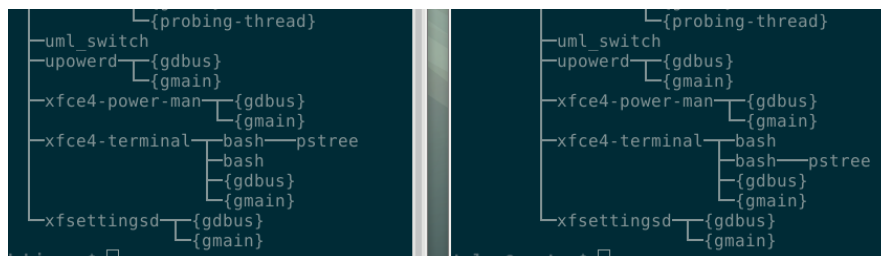 {probing-thread}
uml_switch
upowerd {gdbus}
{gmain}
xfce4-power-man {gdbus}
{gmain}
xfce4-terminal bash pstree
bash
{gdbus}
{gmain}
xfsettingsd {gdbus}
{gmain}
{probing-thread}
uml_switch
upowerd {gdbus}
{gmain}
xfce4-power-man {gdbus}
{gmain}
xfce4-terminal bash
bash pstree
{gdbus}
{gmain}
xfsettingsd {gdbus}
{gmain}